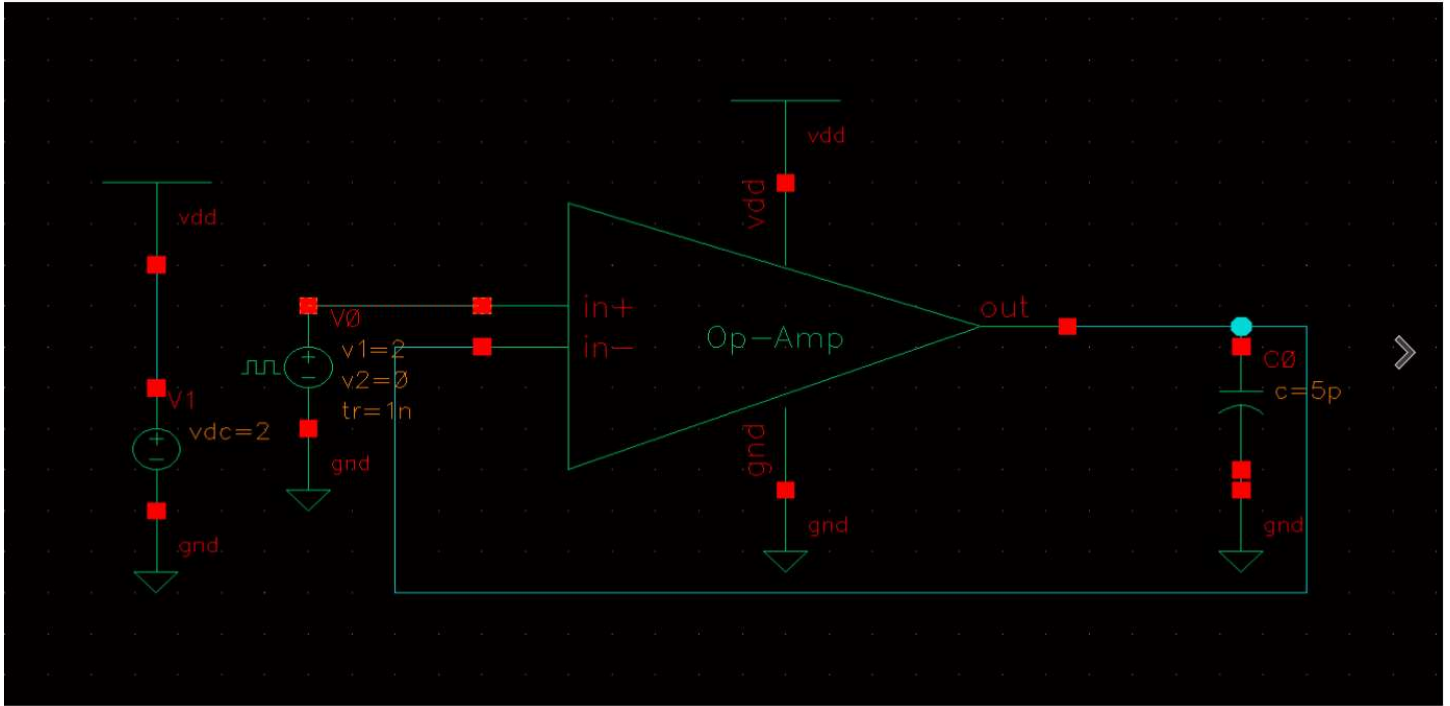 vdd
vdd
vdd
V0
in+
out
v1=2
in-
Op-Amp
C0
v2=0
c=5p
V1
tr=1n
vdc=2
gnd
gnd
gnd
gnd
gnd